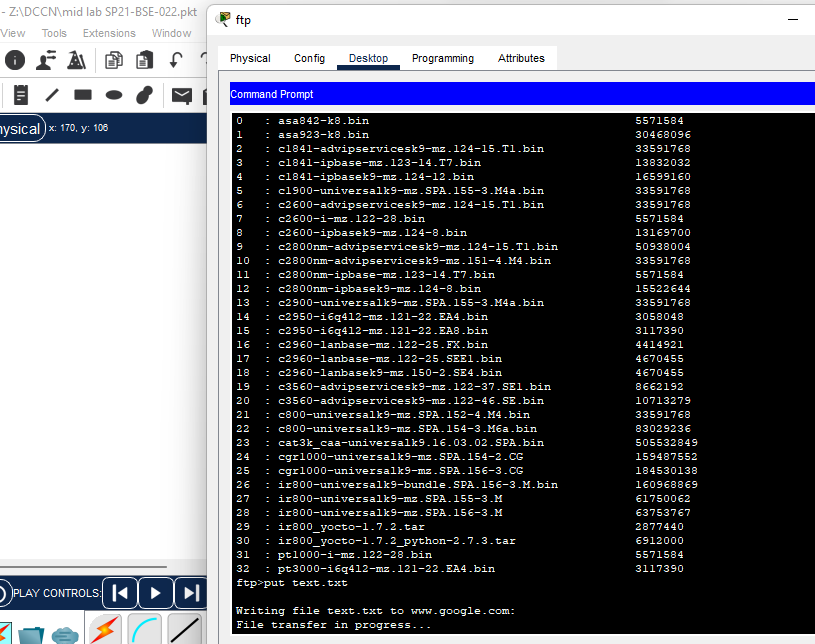 - Z:\DCCN\mid lab SP21-BSE-022.pkt
View Tools Extensions Window
ftp
Physical Config Desktop Programming Attributes
Command Prompt
hysical x: 170, y: 106
0 : asa842-k8.bin 5571584
1 : asa923-k8.bin 30468096
2 : c1841-advipservicesk9-mz.124-15.T1.bin 33591768
3 : c1841-ipbase-mz.123-14.T7.bin 13832032
4 : c1841-ipbasek9-mz.124-12.bin 16599160
5 : c1900-universalk9-mz.SPA.155-3.M4a.bin 33591768
6 : c2600-advipservicesk9-mz.124-15.T1.bin 33591768
7 : c2600-i-mz.122-28.bin 5571584
8 : c2600-ipbasek9-mz.124-8.bin 13169700
9 : c2800nm-advipservicesk9-mz.124-15.T1.bin 50938004
10 : c2800nm-advipservicesk9-mz.151-4.M4.bin 33591768
11 : c2800nm-ipbase-mz.123-14.T7.bin 5571584
12 : c2800nm-ipbasek9-mz.124-8.bin 15522644
13 : c2900-universalk9-mz.SPA.155-3.M4a.bin 33591768
14 : c2950-i6q4l2-mz.121-22.EA4.bin 3058048
15 : c2950-i6q4l2-mz.121-22.EA8.bin 3117390
16 : c2960-lanbase-mz.122-25.FX.bin 4414921
17 : c2960-lanbase-mz.122-25.SEE1.bin 4670455
18 : c2960-lanbasek9-mz.150-2.SE4.bin 4670455
19 : c3560-advipservicesk9-mz.122-37.SE1.bin 8662192
20 : c3560-advipservicesk9-mz.122-46.SE.bin 10713279
21 : c800-universalk9-mz.SPA.152-4.M4.bin 33591768
22 : c800-universalk9-mz.SPA.154-3.M6a.bin 83029236
23 : cat3k_caa-universalk9.16.03.02.SPA.bin 505532849
24 : cgr1000-universalk9-mz.SPA.154-2.CG 159487552
25 : cgr1000-universalk9-mz.SPA.156-3.CG 184530138
26 : ir800-universalk9-bundle.SPA.156-3.M.bin 160968869
27 : ir800-universalk9-mz.SPA.155-3.M 61750062
28 : ir800-universalk9-mz.SPA.156-3.M 63753767
29 : ir800_yocto-1.7.2.tar 2877440
30 : ir800_yocto-1.7.2_python-2.7.3.tar 6912000
31 : pt1000-i-mz.122-28.bin 5571584
32 : pt3000-i6q4l2-mz.121-22.EA4.bin 3117390
ftp>put text.txt
Writing file text.txt to www.google.com:
File transfer in progress...
PLAY CONTROLS: